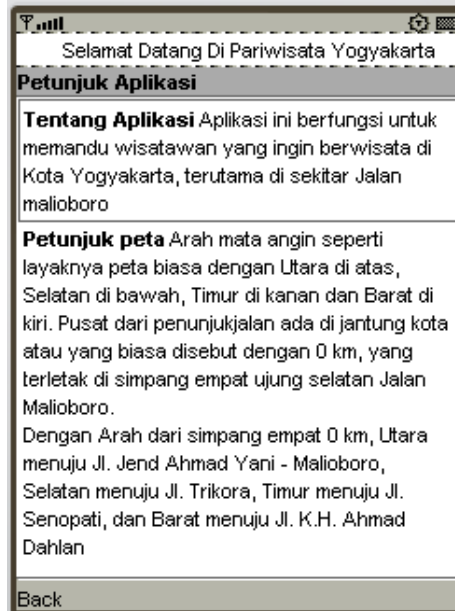 Selamat Datang Di Pariwisata Yogyakarta
Petunjuk Aplikasi
Tentang Aplikasi Aplikasi ini berfungsi untuk
memandu wisatawan yang ingin berwisata di
Kota Yogyakarta, terutama di sekitar Jalan
malioboro
Petunjuk peta Arah mata angin seperti
layaknya peta biasa dengan Utara di atas,
Selatan di bawah, Timur di kanan dan Barat di
kiri. Pusat dari penunjukjalan ada di jantung kota
atau yang biasa disebut dengan 0 km, yang
terletak di simpang empat ujung selatan Jalan
Malioboro.
Dengan Arah dari simpang empat 0 km, Utara
menuju Jl. Jend Ahmad Yani - Malioboro,
Selatan menuju Jl. Trikora, Timur menuju Jl.
Senopati, dan Barat menuju Jl. K.H. Ahmad
Dahlan
Back